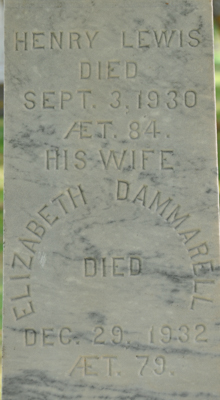 HENRY LEWIS
DIED
SEPT. 3, 1930
ÆT. 84.
HIS WIFE
ELIZABETH DAMMARELL
DIED
DEC. 29, 1932
ÆT. 79.